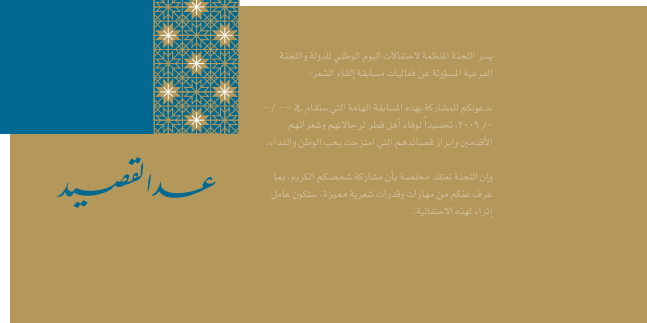 يسر اللجنة المنظمة لاحتفالات اليوم الوطني للدولة واللجنة
الفرعية المسؤولة عن فعاليات مسابقة إلقاء الشعر:
بدعوتكم للمشاركة بهذه المسابقة الهامة التي ستقام في - - / -
-/ ٢٠٠٩، تجسيداً لوفاء أهل قطر لرجالاتهم وشعرائهم
الأقدمين وإبراز قصائدهم التي امتزجت بحب الوطن والفداء.
وإن اللجنة تعتقد مخلصة بأن مشاركة شخصكم الكريم، بما
عرف عنكم من مهارات وقدرات شعرية مميزة، ستكون عامل
إثراء لهذه الاحتفالية.
عد القصيد